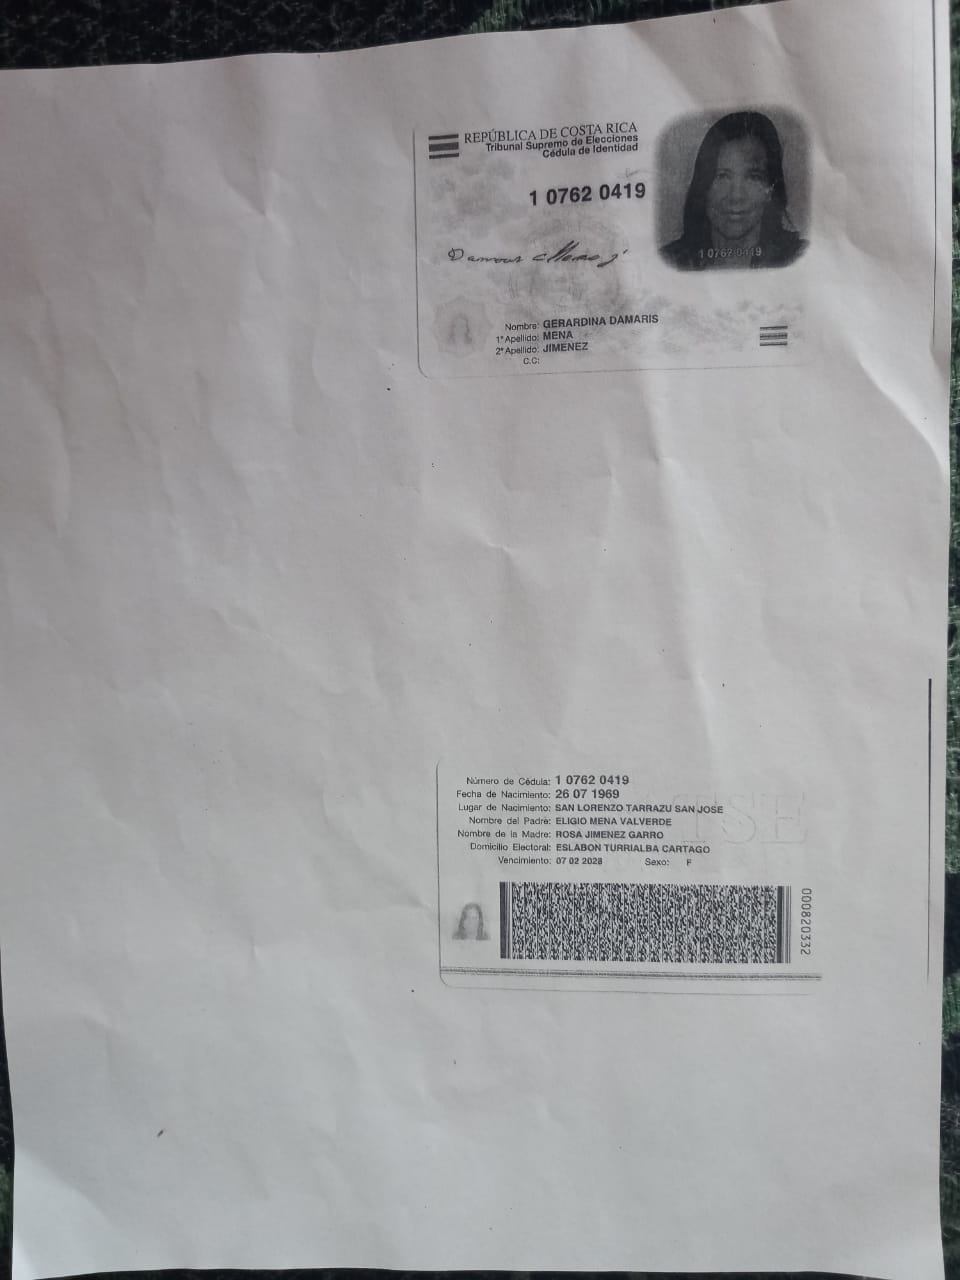 REPÚBLICA DE COSTA RICA
Tribunal Supremo de Elecciones
Cédula de Identidad
1 0762 0419
1 0762 0419
Damaris Mena J
Nombre: GERARDINA DAMARIS
1º Apellido: MENA
2º Apellido: JIMENEZ
C.C:
Número de Cédula: 1 0762 0419
Fecha de Nacimiento: 26 07 1969
Lugar de Nacimiento: SAN LORENZO TARRAZU SAN JOSE
Nombre del Padre: ELIGIO MENA VALVERDE
Nombre de la Madre: ROSA JIMENEZ GARRO
Domicilio Electoral: ESLABON TURRIALBA CARTAGO
Vencimiento: 07 02 2028 Sexo: F
TSE
000820332